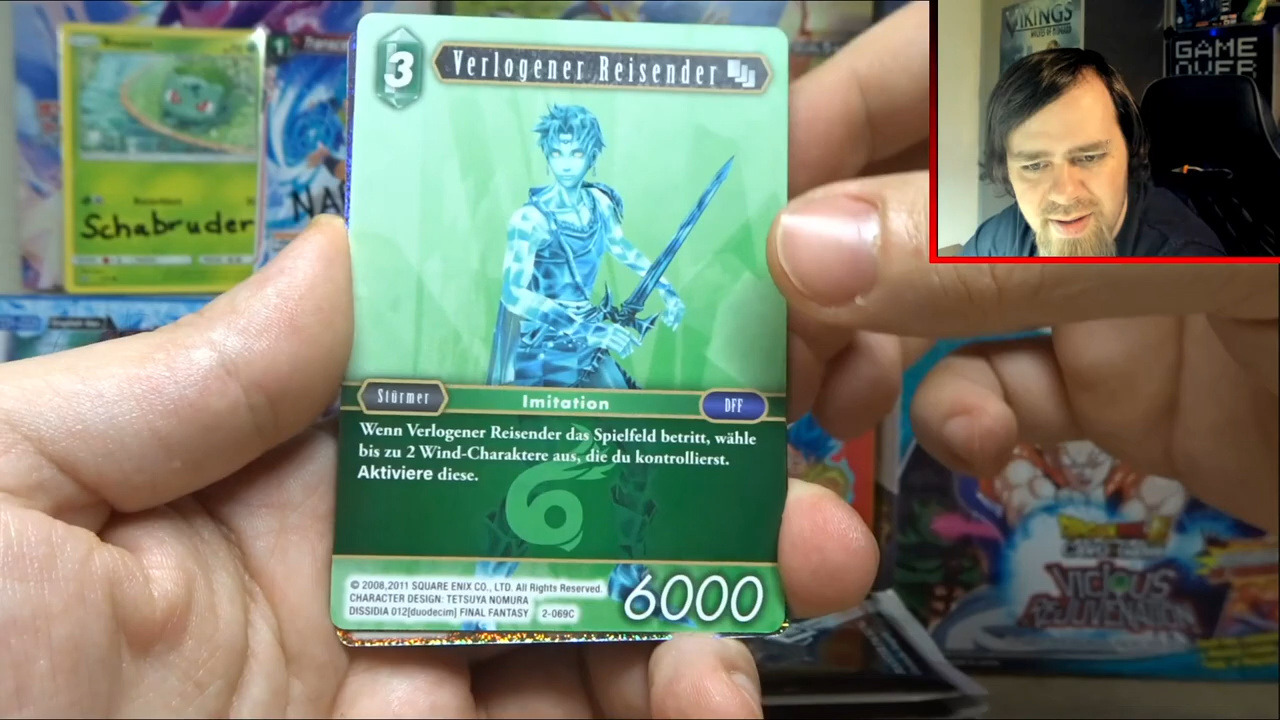 3
Verlogener Reisender
Stürmer
Imitation
DFF
Wenn Verlogener Reisender das Spielfeld betritt, wähle
bis zu 2 Wind-Charaktere aus, die du kontrollierst.
Aktiviere diese.
© 2008,2011 SQUARE ENIX CO., LTD. All Rights Reserved.
CHARACTER DESIGN: TETSUYA NOMURA
DISSIDIA 012[duodecim] FINAL FANTASY 2-069C
6000
Schabruder
NA
VIKINGS
GAME
OVER
VICIOUS
REJUVENATION